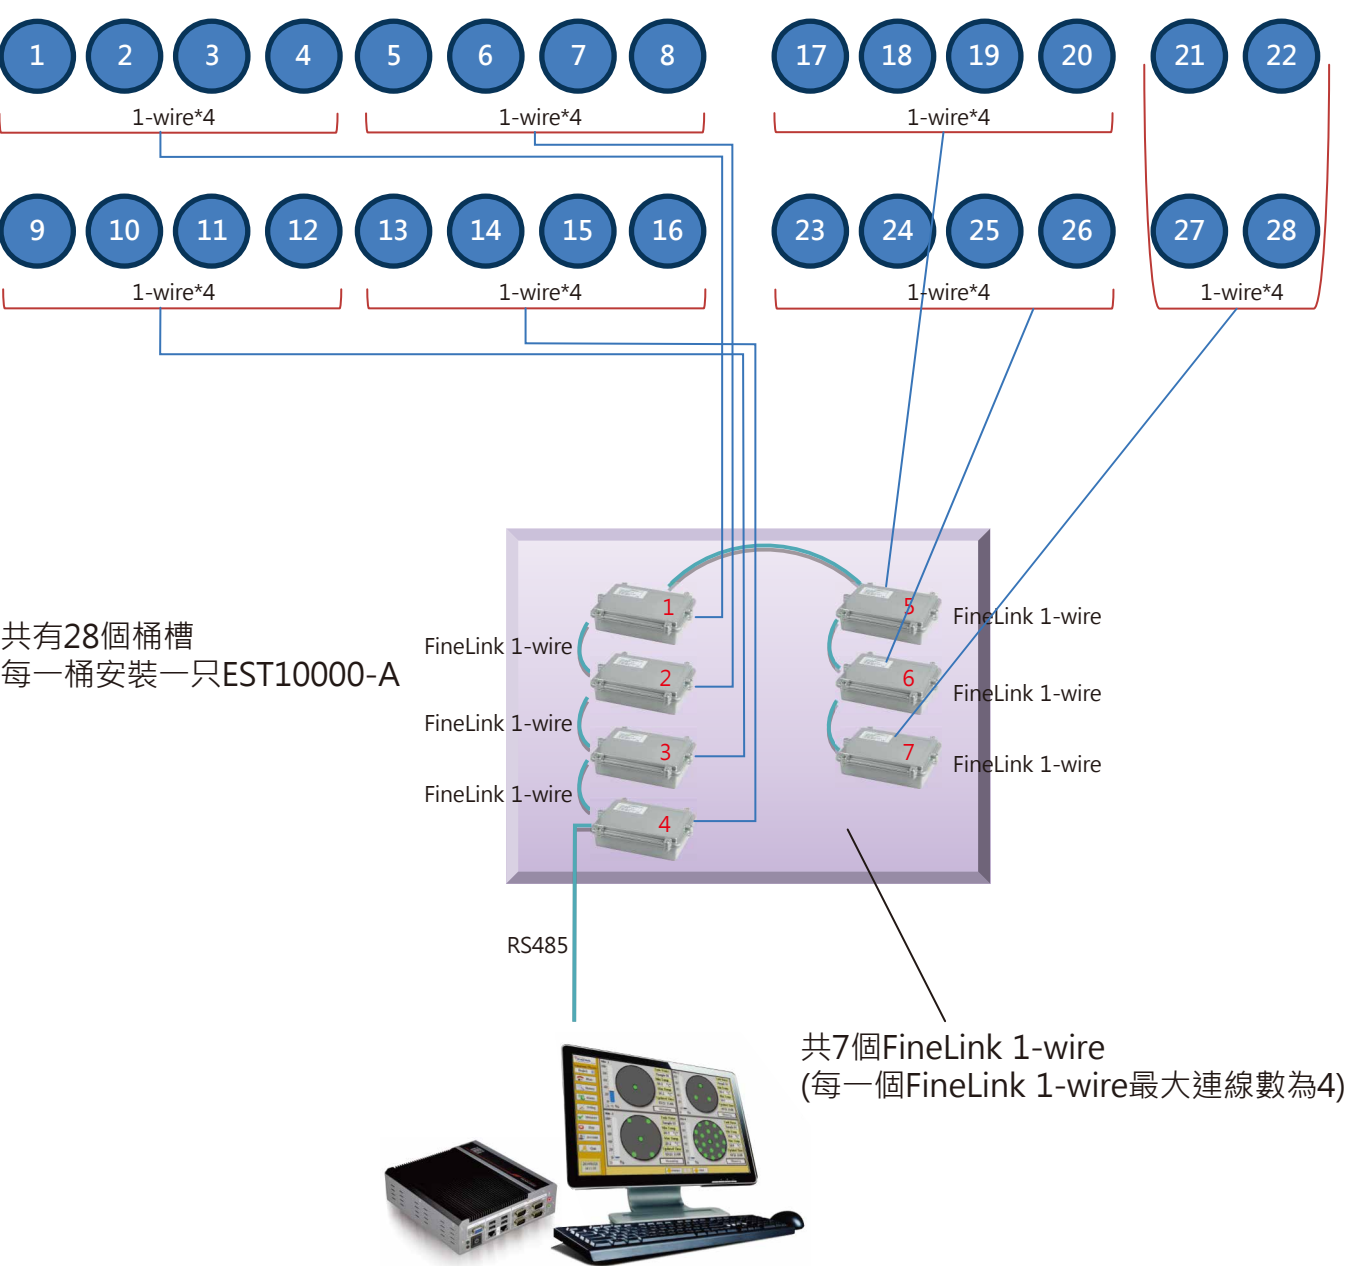 1 2 3 4 5 6 7 8 17 18 19 20 21 22
1-wire*4 1-wire*4 1-wire*4
9 10 11 12 13 14 15 16 23 24 25 26 27 28
1-wire*4 1-wire*4 1-wire*4 1-wire*4
共有28個桶槽
每一桶安裝一只EST10000-A
1
FineLink 1-wire
2
FineLink 1-wire
3
FineLink 1-wire
4
5
FineLink 1-wire
6
FineLink 1-wire
7
FineLink 1-wire
RS485
共7個FineLink 1-wire
(每一個FineLink 1-wire最大連線數為4)